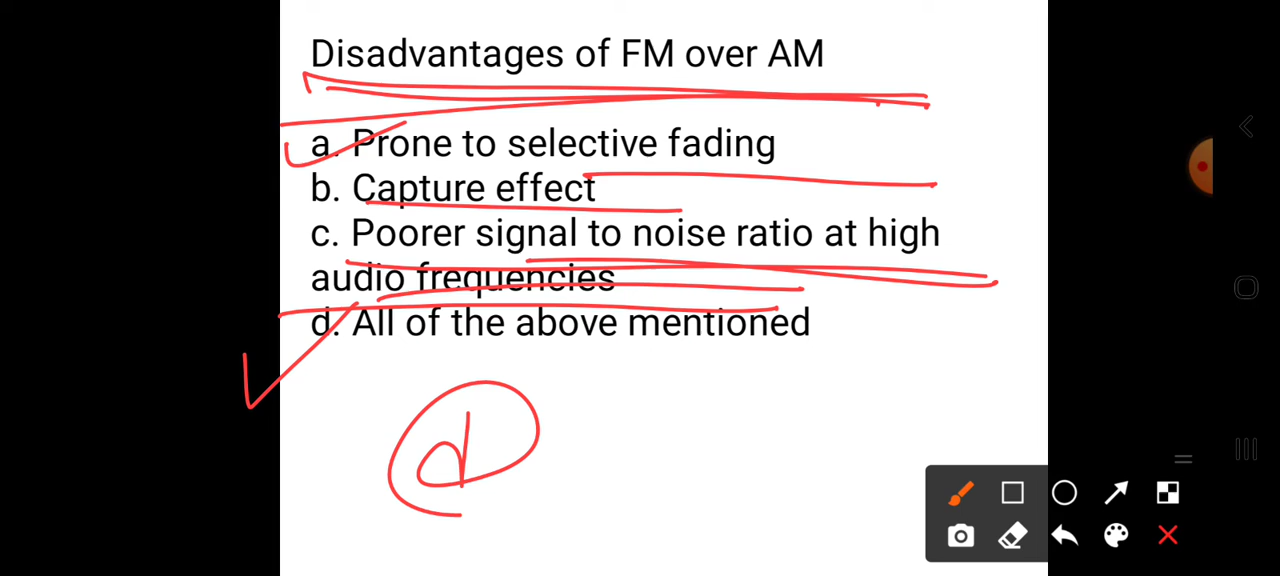 Disadvantages of FM over AM
a. Prone to selective fading
b. Capture effect
c. Poorer signal to noise ratio at high
audio frequencies
d. All of the above mentioned
d